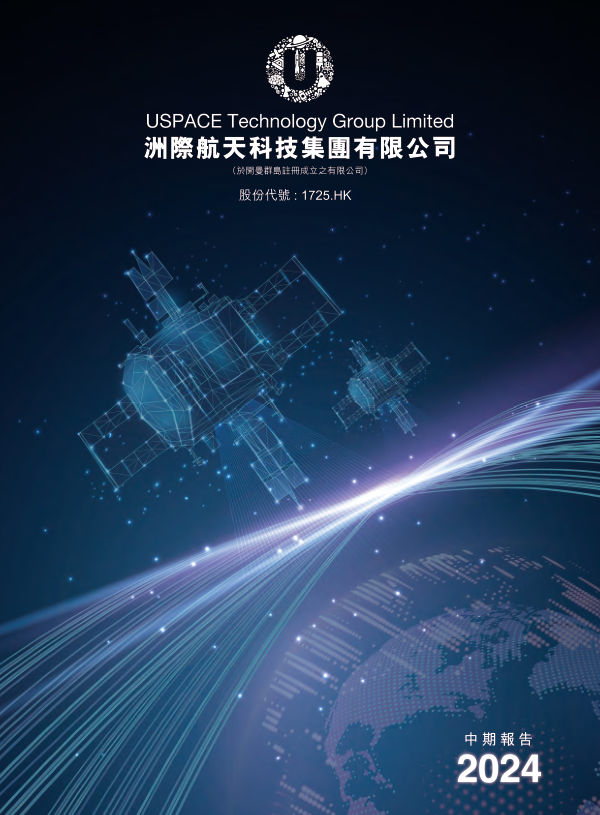 U
USPACE Technology Group Limited
洲際航天科技集團有限公司
（於開曼群島註冊成立之有限公司）
股份代號 : 1725.HK
中期報告
2024